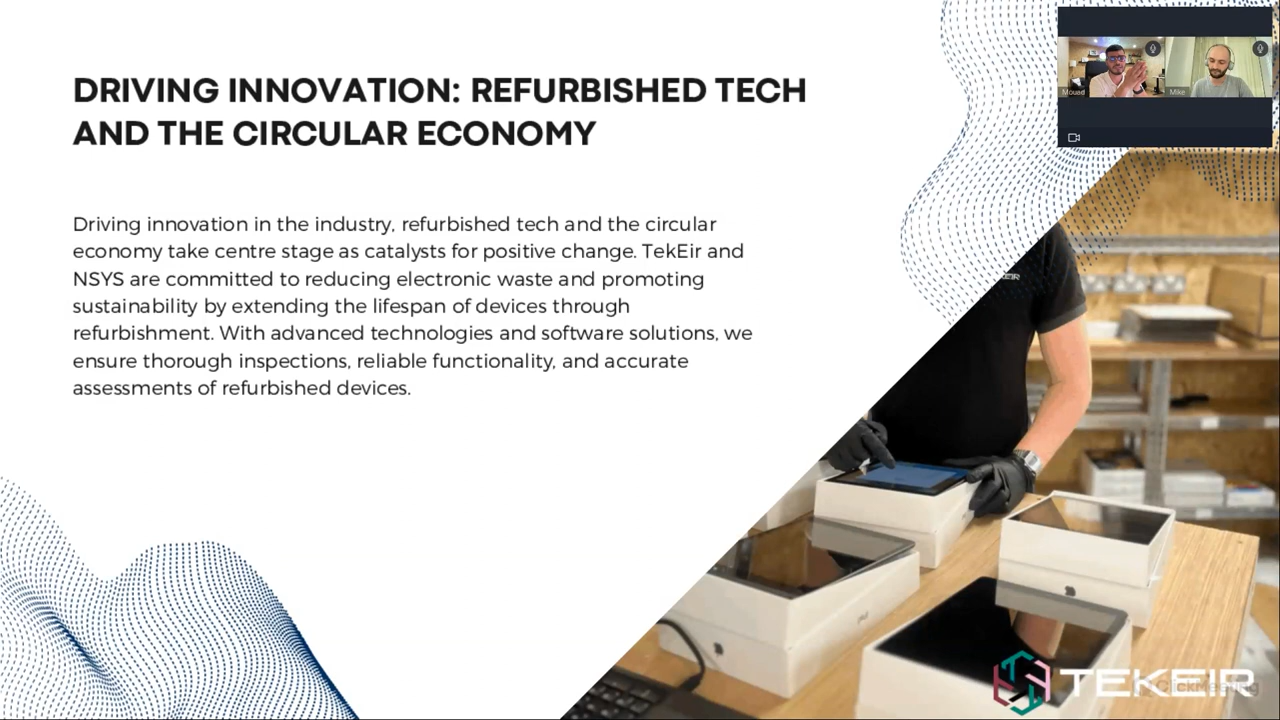 DRIVING INNOVATION: REFURBISHED TECH
AND THE CIRCULAR ECONOMY
Driving innovation in the industry, refurbished tech and the circular
economy take centre stage as catalysts for positive change. TekEir and
NSYS are committed to reducing electronic waste and promoting
sustainability by extending the lifespan of devices through
refurbishment. With advanced technologies and software solutions, we
ensure thorough inspections, reliable functionality, and accurate
assessments of refurbished devices.
Mouad
Mike
TEKEIR
ClickMeeting